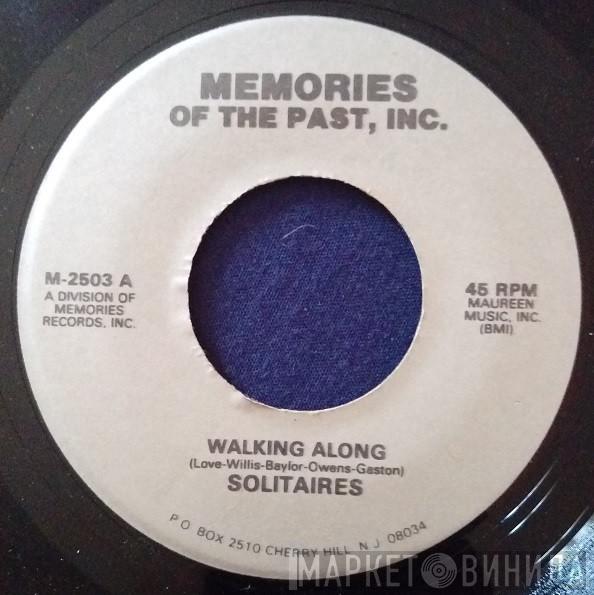 MEMORIES
OF THE PAST, INC.
M-2503 A
A DIVISION OF
MEMORIES
RECORDS, INC.
45 RPM
MAUREEN
MUSIC, INC.
(BMI)
WALKING ALONG
(Love-Willis-Baylor-Owens-Gaston)
SOLITAIRES
P O BOX 2510 CHERRY HILL N J 08034
МАРКЕТ ВИНИЛА